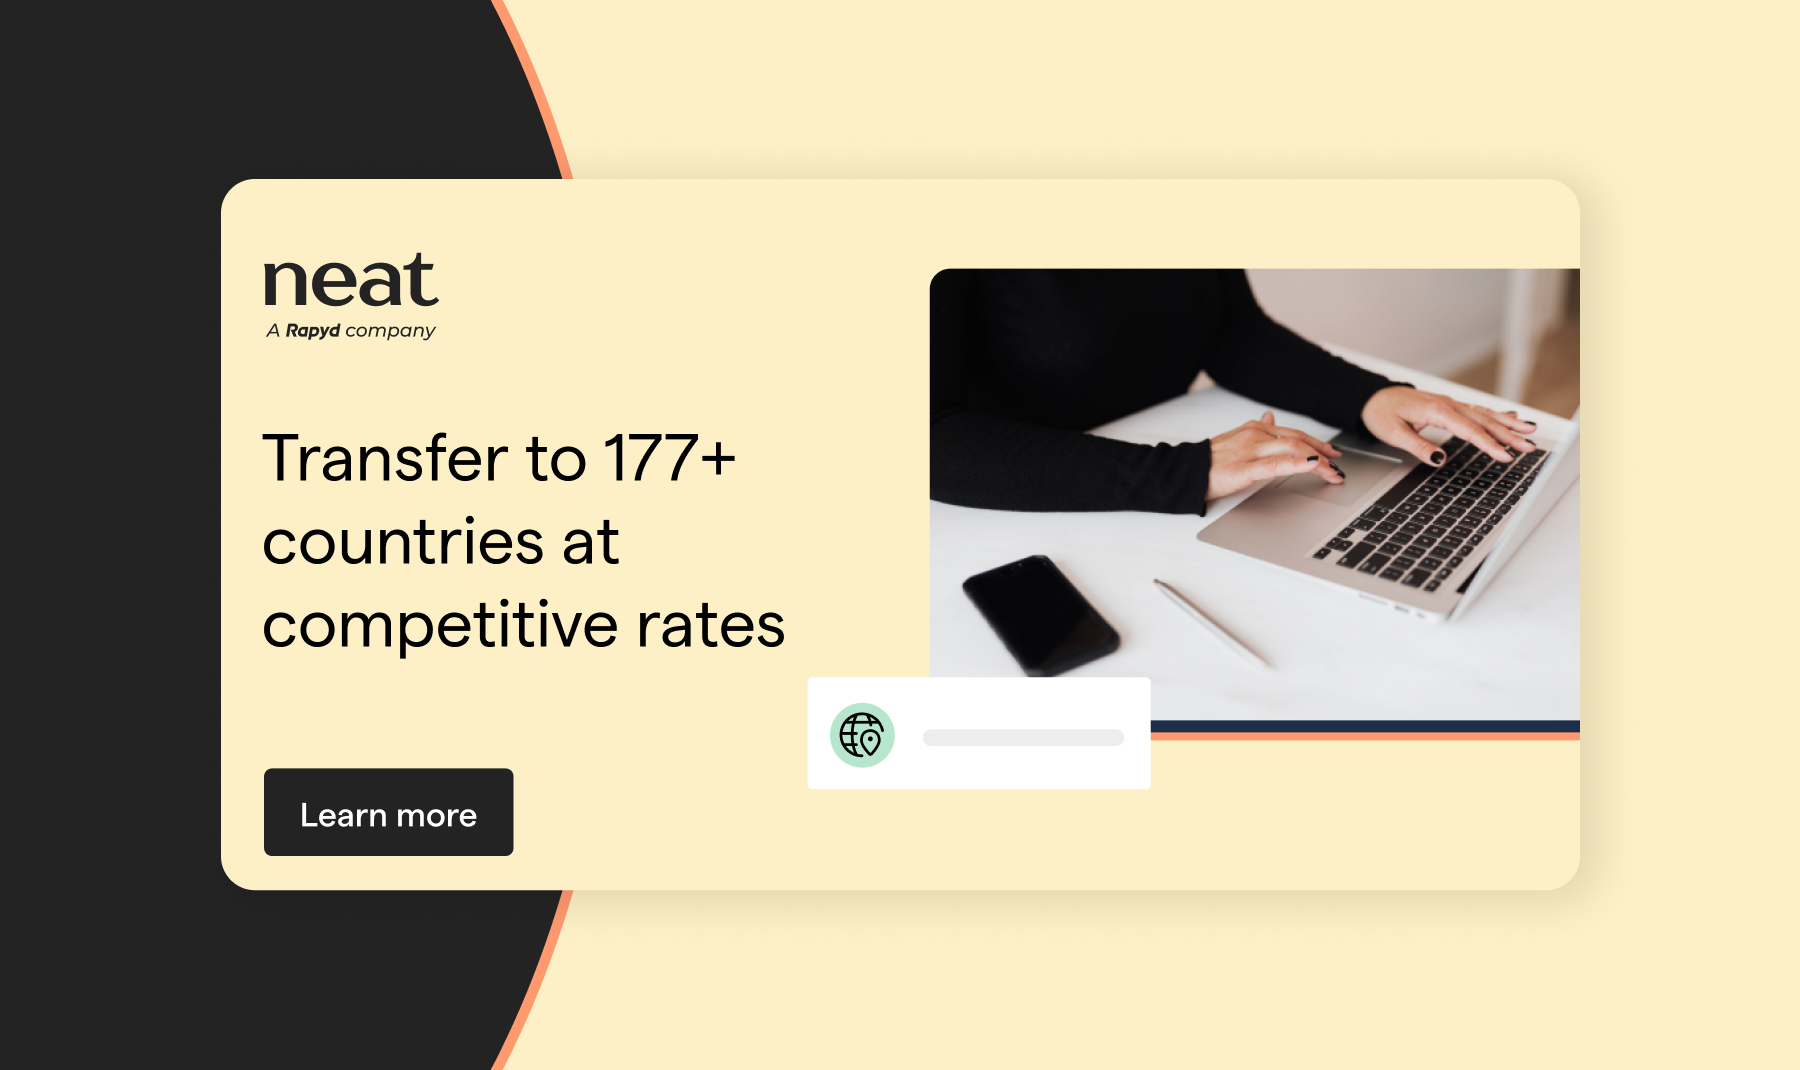 neat
A Rapyd company
Transfer to 177+
countries at
competitive rates
Learn more